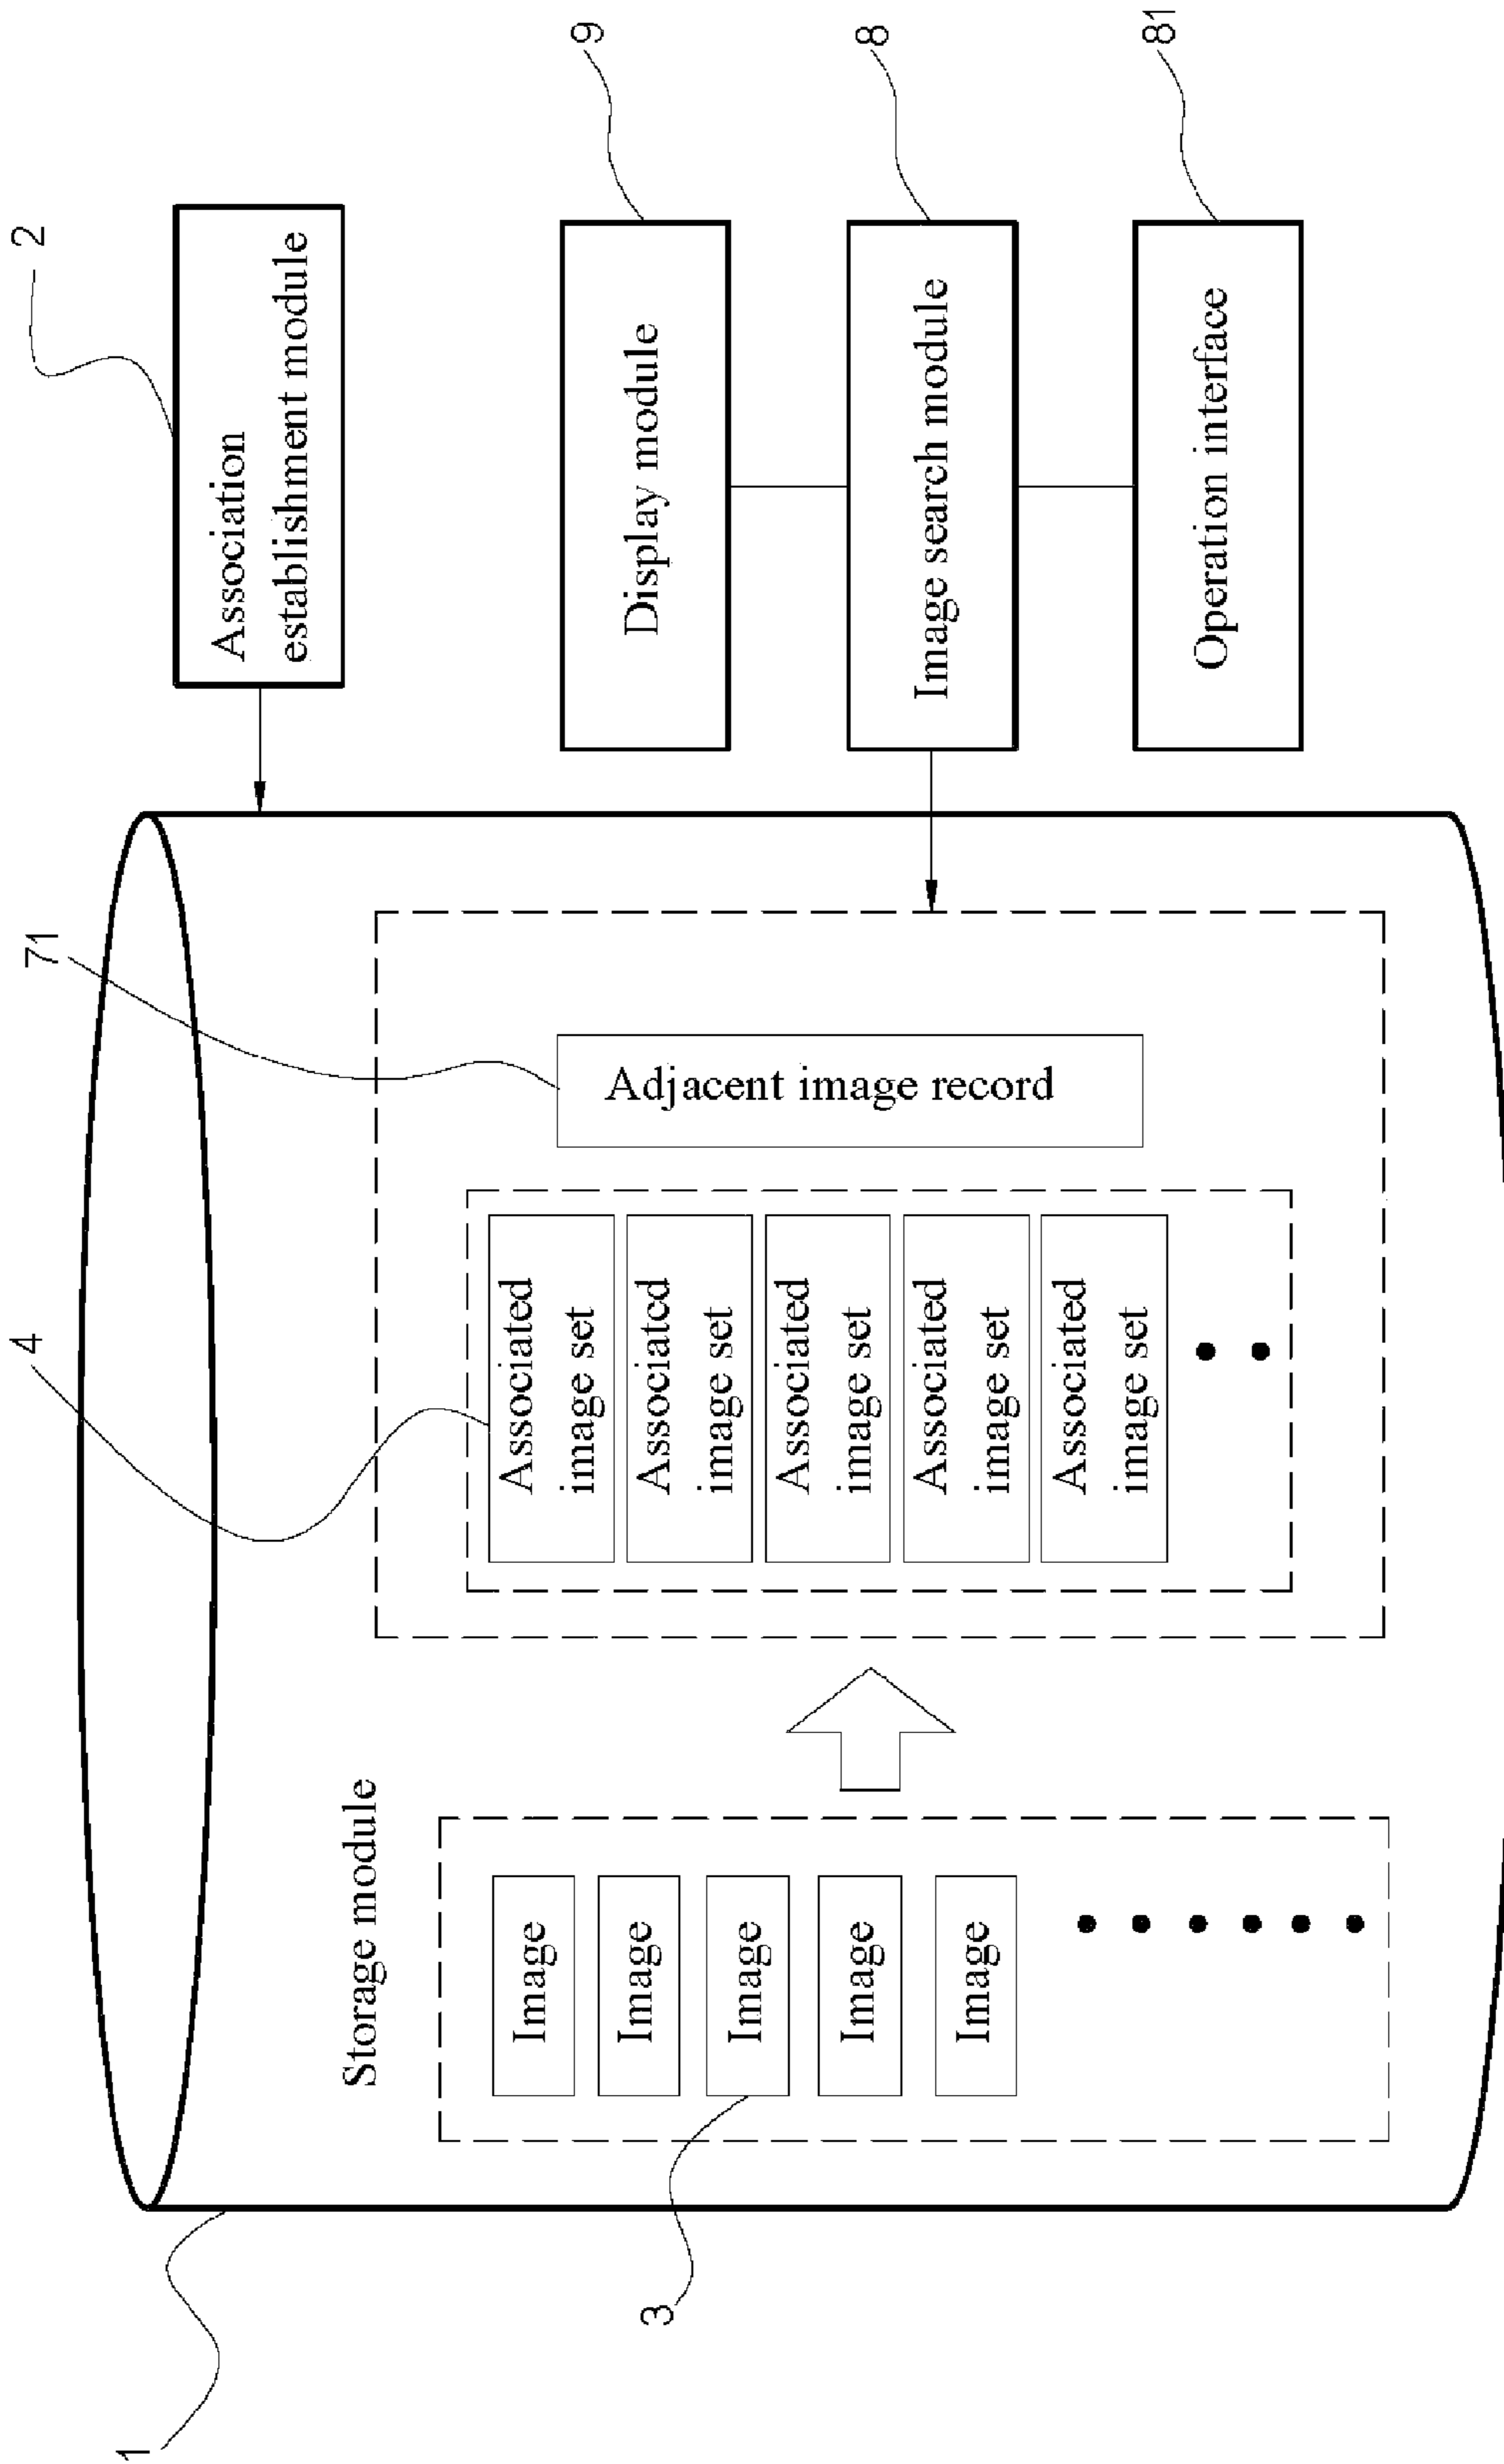 1
Storage module
Image
Image
Image
Image
Image
3
4
Associated
image set
Associated
image set
Associated
image set
Associated
image set
Associated
image set
71
Adjacent image record
2
Association
establishment module
9
Display module
8
Image search module
81
Operation interface